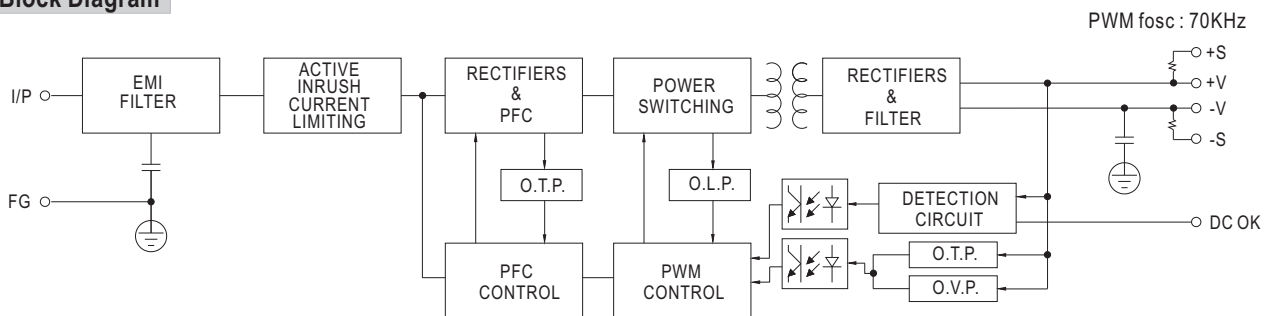 Block Diagram
PWM fosc : 70KHz
I/P
EMI
FILTER
ACTIVE
INRUSH
CURRENT
LIMITING
RECTIFIERS
&
PFC
POWER
SWITCHING
RECTIFIERS
&
FILTER
+S
+V
-V
-S
FG
O.T.P.
O.L.P.
DETECTION
CIRCUIT
DC OK
PFC
CONTROL
PWM
CONTROL
O.T.P.
O.V.P.